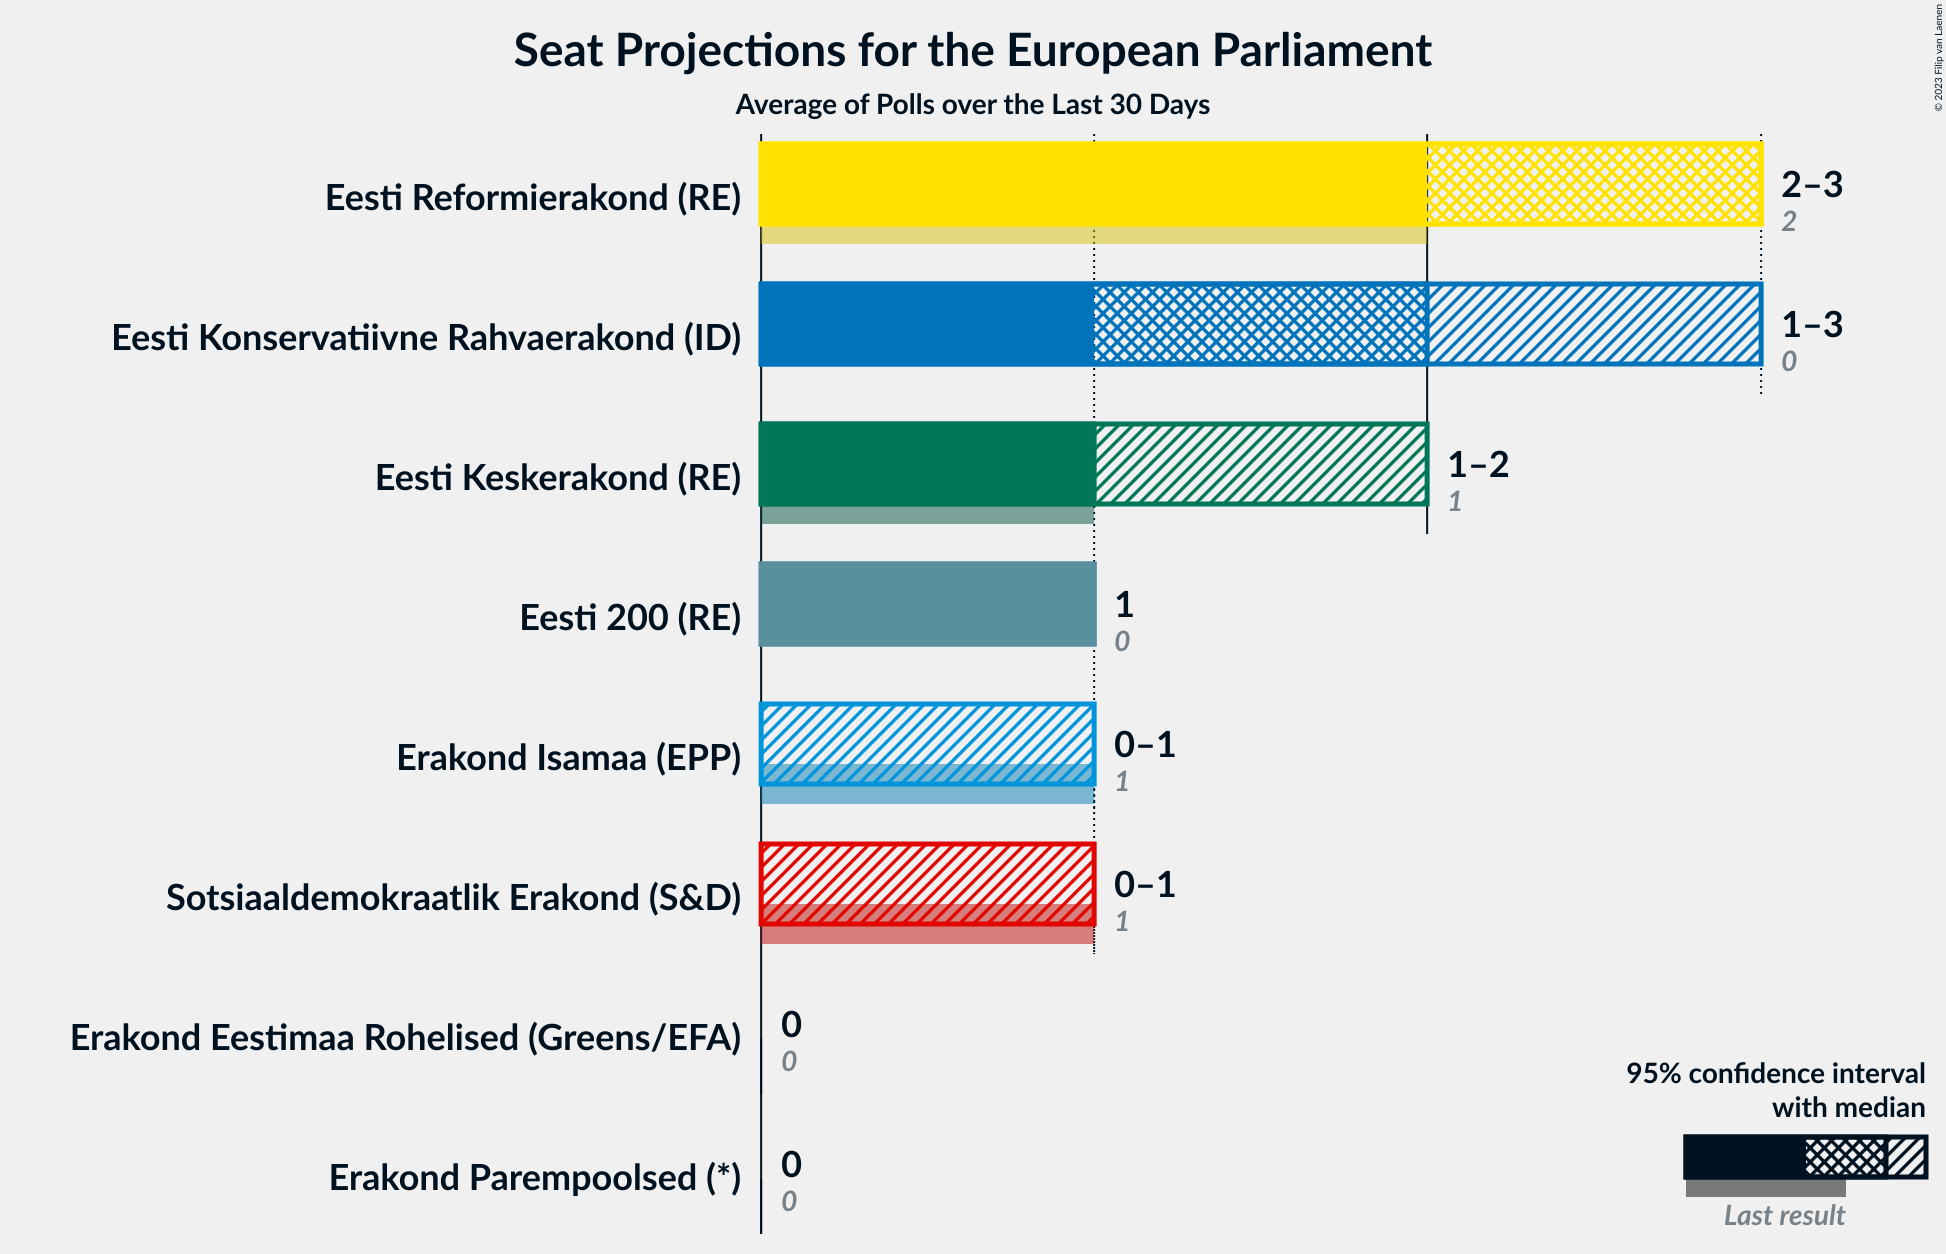 Seat Projections for the European Parliament
Average of Polls over the Last 30 Days
© 2023 Filip van Laenen
Eesti Reformierakond (RE)
2–3
2
Eesti Konservatiivne Rahvaerakond (ID)
1–3
0
Eesti Keskerakond (RE)
1–2
1
Eesti 200 (RE)
1
0
Erakond Isamaa (EPP)
0–1
1
Sotsiaaldemokraatlik Erakond (S&D)
0–1
1
Erakond Eestimaa Rohelised (Greens/EFA)
0
0
Erakond Parempoolsed (*)
0
0
95% confidence interval
with median
Last result